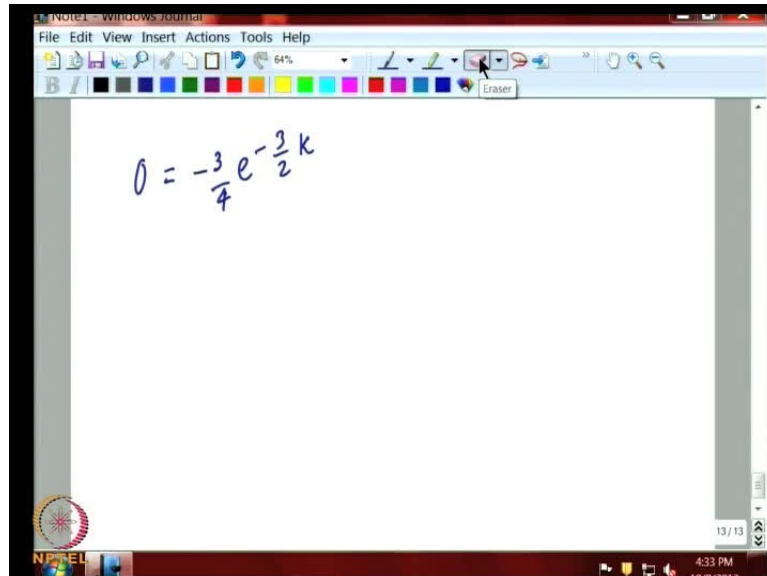 Note1 - Windows Journal
File Edit View Insert Actions Tools Help
64%
B I
Eraser
0 = -3/4 e^{-3/2 k}
13 / 13
NPTEL
4:33 PM